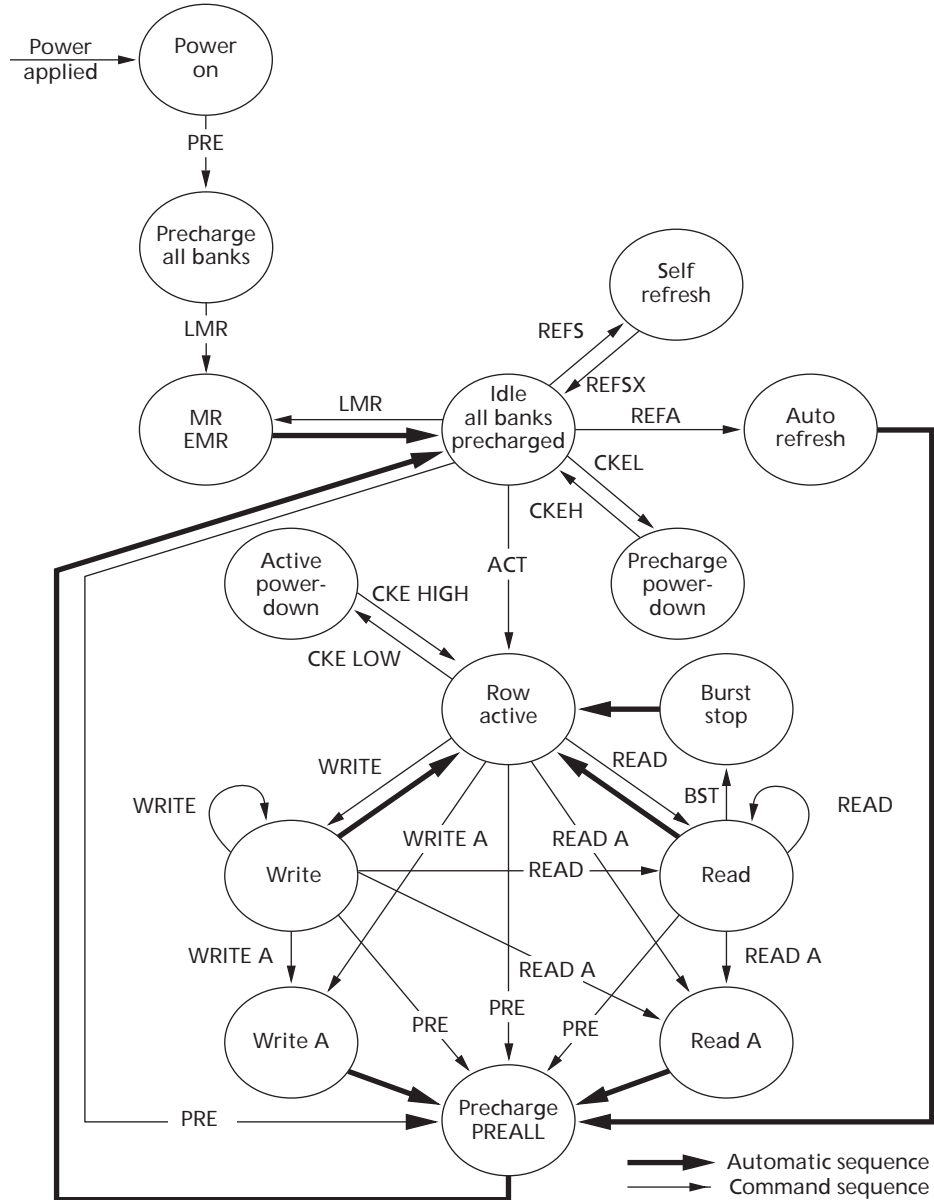 Power
applied
Power
on
PRE
Precharge
all banks
LMR
MR
EMR
LMR
Idle
all banks
precharged
REFS
REFSX
Self
refresh
REFA
Auto
refresh
CKEL
CKEH
Precharge
power-
down
ACT
Active
power-
down
CKE HIGH
CKE LOW
Row
active
Burst
stop
WRITE
READ
BST
WRITE
READ
WRITE A
READ A
Write
READ
Read
WRITE A
READ A
READ A
PRE
PRE
PRE
Write A
Read A
PRE
Precharge
PREALL
Automatic sequence
Command sequence